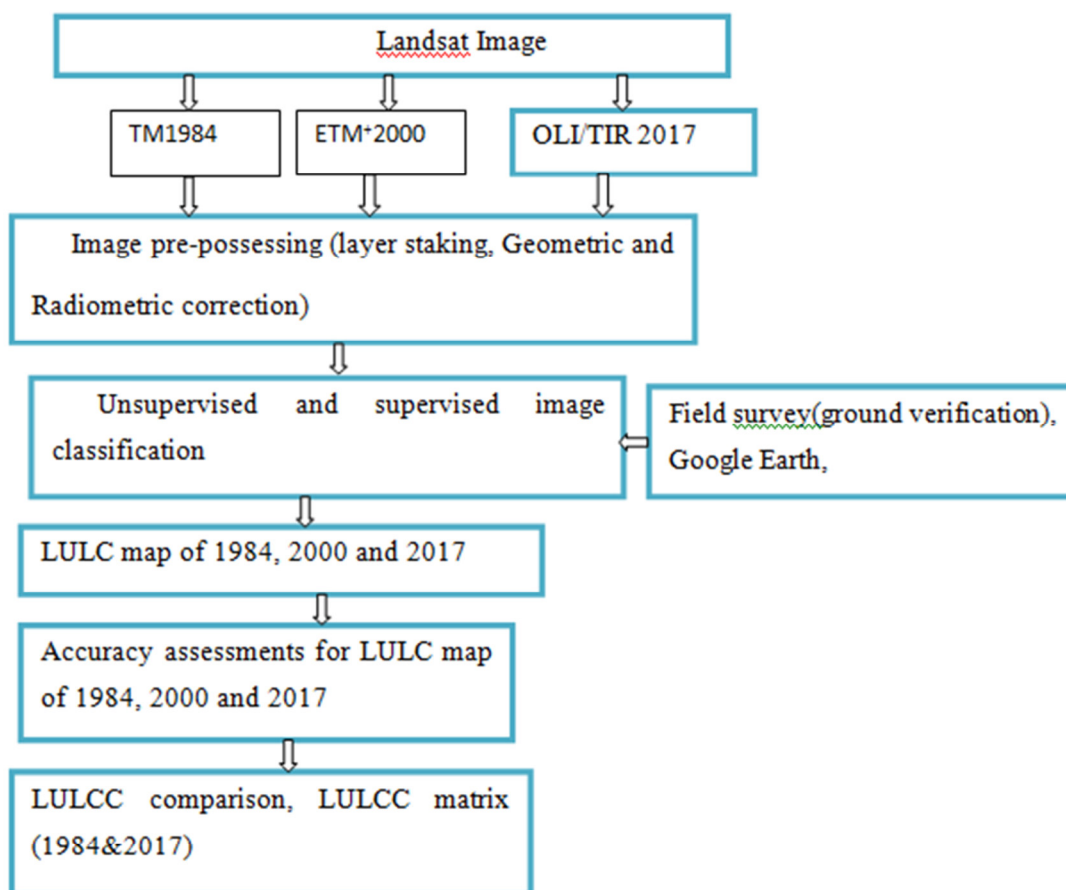 Landsat Image
TM1984
ETM⁺2000
OLI/TIR 2017
Image pre-possessing (layer staking, Geometric and
Radiometric correction)
Unsupervised and supervised image
classification
Field survey(ground verification),
Google Earth,
LULC map of 1984, 2000 and 2017
Accuracy assessments for LULC map
of 1984, 2000 and 2017
LULCC comparison, LULCC matrix
(1984&2017)